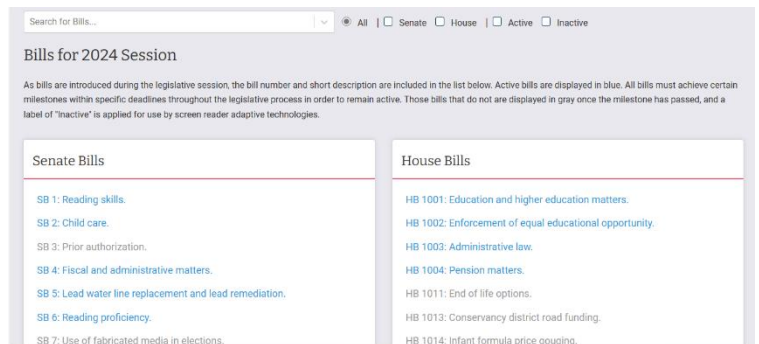 Search for Bills...
All | Senate House | Active Inactive
Bills for 2024 Session
As bills are introduced during the legislative session, the bill number and short description are included in the list below. Active bills are displayed in blue. All bills must achieve certain
milestones within specific deadlines throughout the legislative process in order to remain active. Those bills that do not are displayed in gray once the milestone has passed, and a
label of "Inactive" is applied for use by screen reader adaptive technologies.
Senate Bills
SB 1: Reading skills.
SB 2: Child care.
SB 3: Prior authorization.
SB 4: Fiscal and administrative matters.
SB 5: Lead water line replacement and lead remediation.
SB 6: Reading proficiency.
SB 7: Use of fabricated media in elections.
House Bills
HB 1001: Education and higher education matters.
HB 1002: Enforcement of equal educational opportunity.
HB 1003: Administrative law.
HB 1004: Pension matters.
HB 1011: End of life options.
HB 1013: Conservancy district road funding.
HB 1014: Infant formula price gouging.